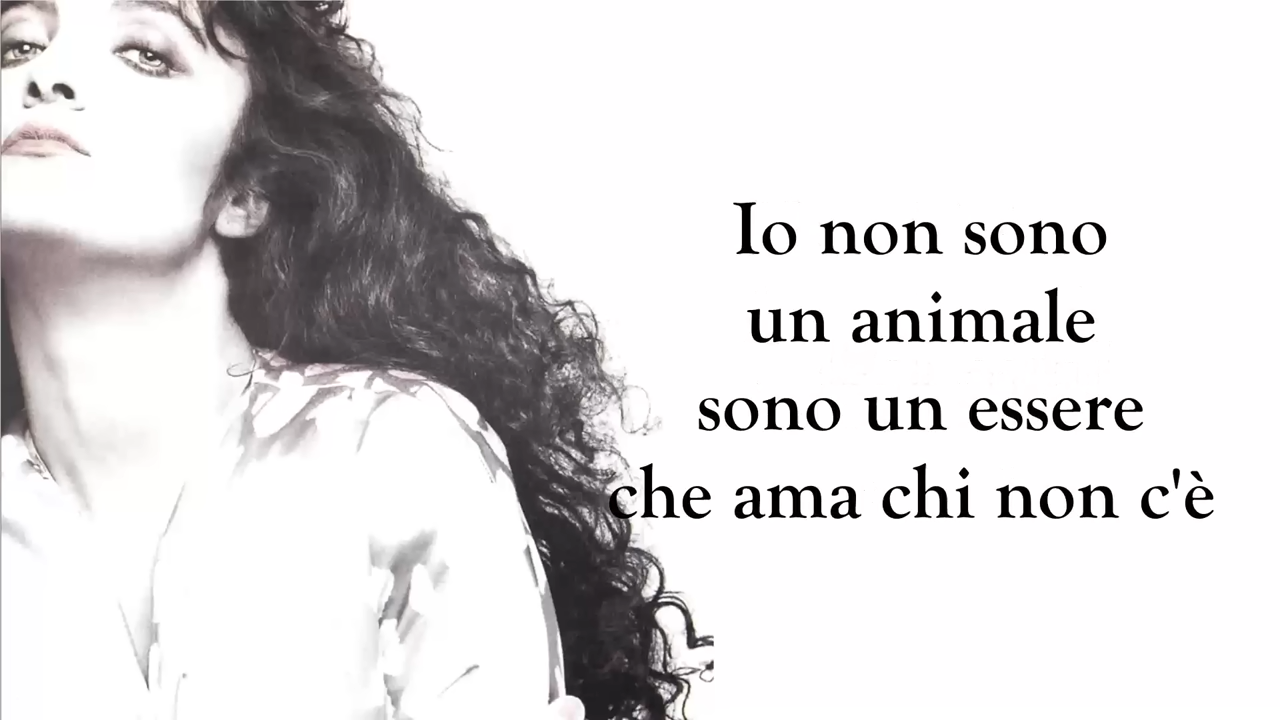 Io non sono
un animale
sono un essere
che ama chi non c'è